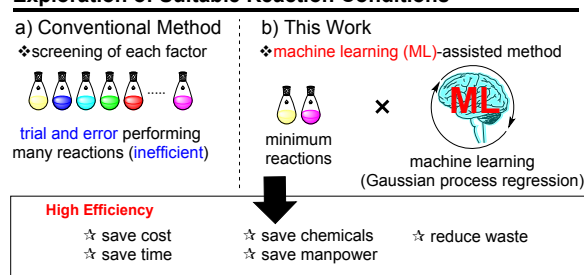 Exploration of Suitable Reaction Conditions
a) Conventional Method
❖screening of each factor
.....
trial and error performing
many reactions (inefficient)
b) This Work
❖machine learning (ML)-assisted method
×
ML
minimum
reactions
machine learning
(Gaussian process regression)
High Efficiency
☆ save cost
☆ save chemicals
☆ reduce waste
☆ save time
☆ save manpower